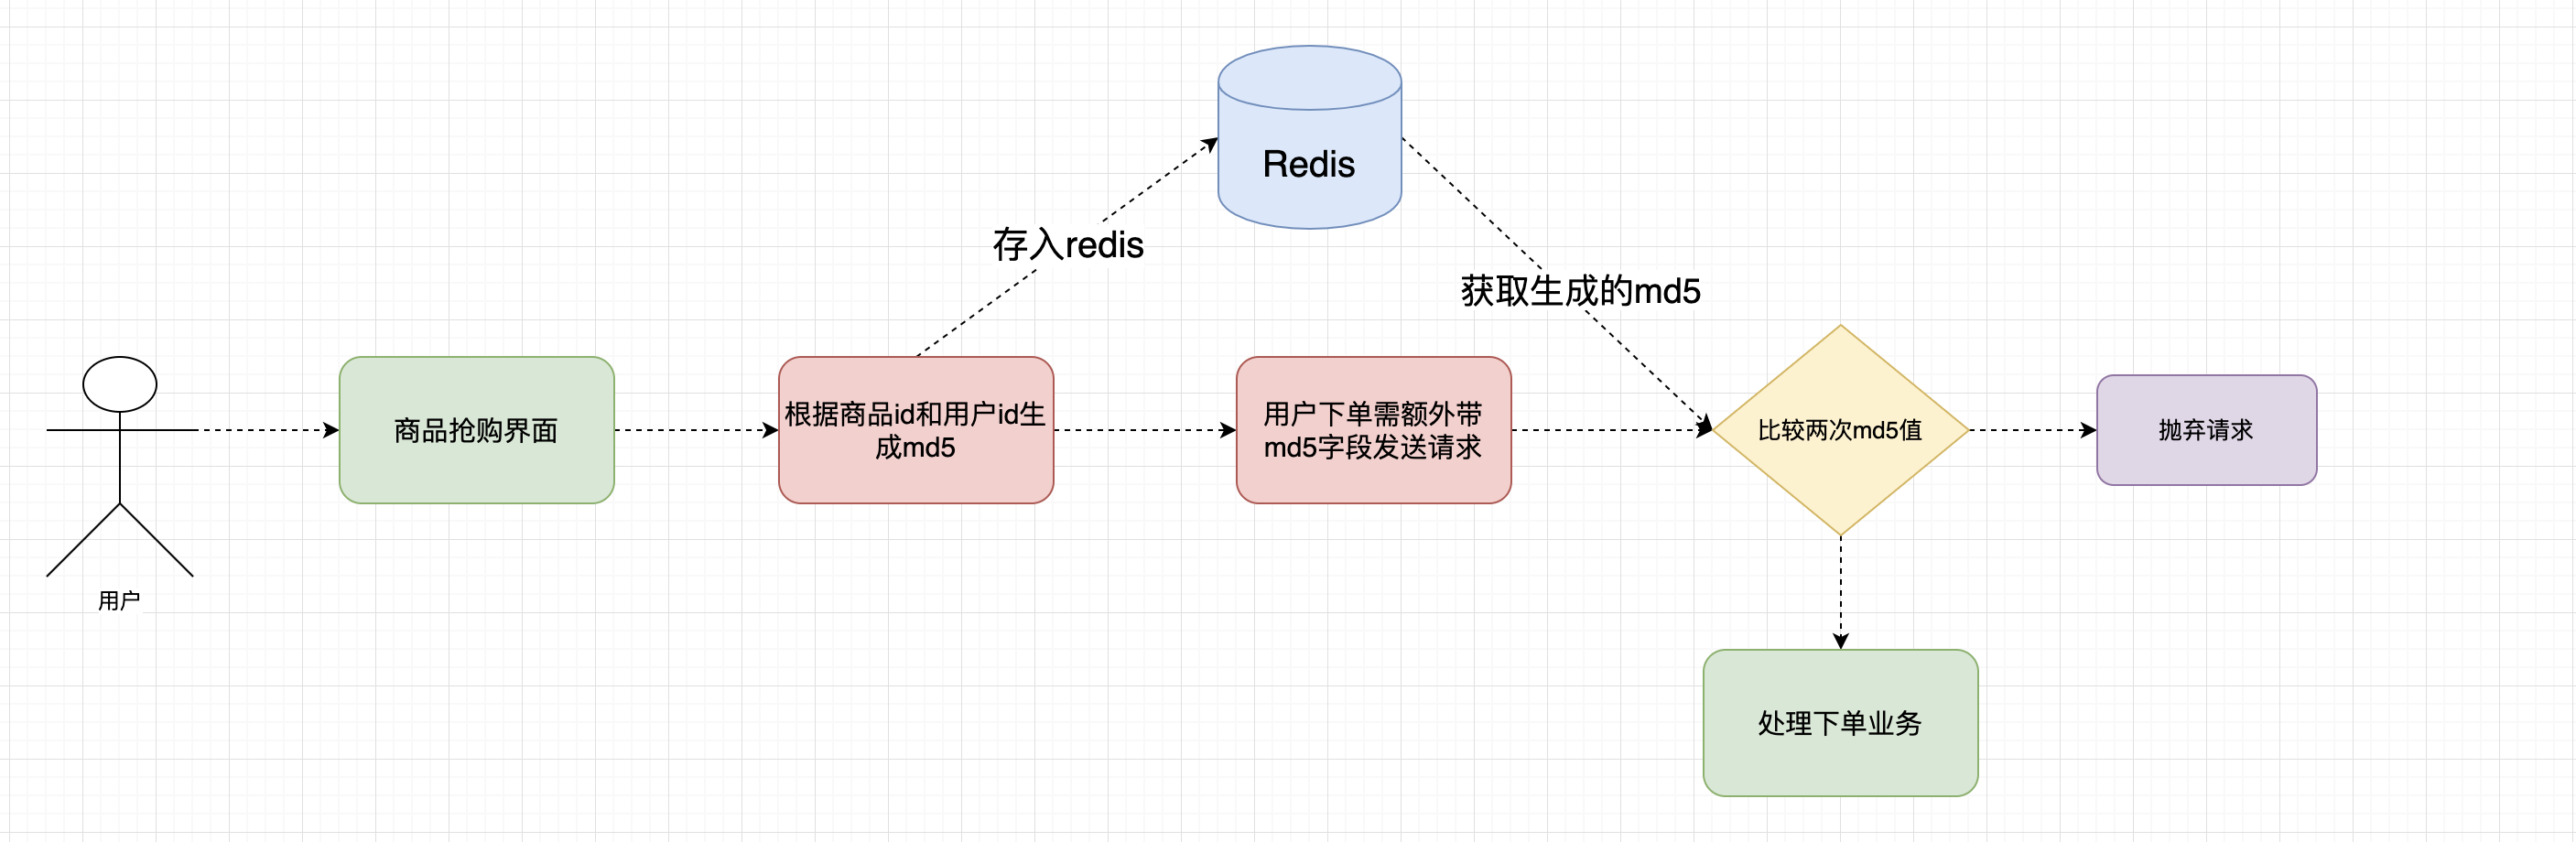 Redis
存入redis
获取生成的md5
用户
商品抢购界面
根据商品id和用户id生
成md5
用户下单需额外带
md5字段发送请求
比较两次md5值
抛弃请求
处理下单业务